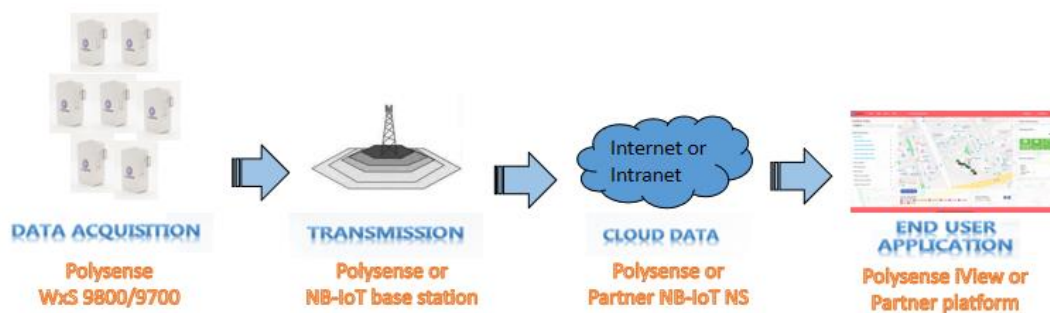 Internet or
Intranet
DATA ACQUISITION
TRANSMISSION
CLOUD DATA
END USER
APPLICATION
Polysense
WxS 9800/9700
Polysense or
NB-IoT base station
Polysense or
Partner NB-IoT NS
Polysense iView or
Partner platform